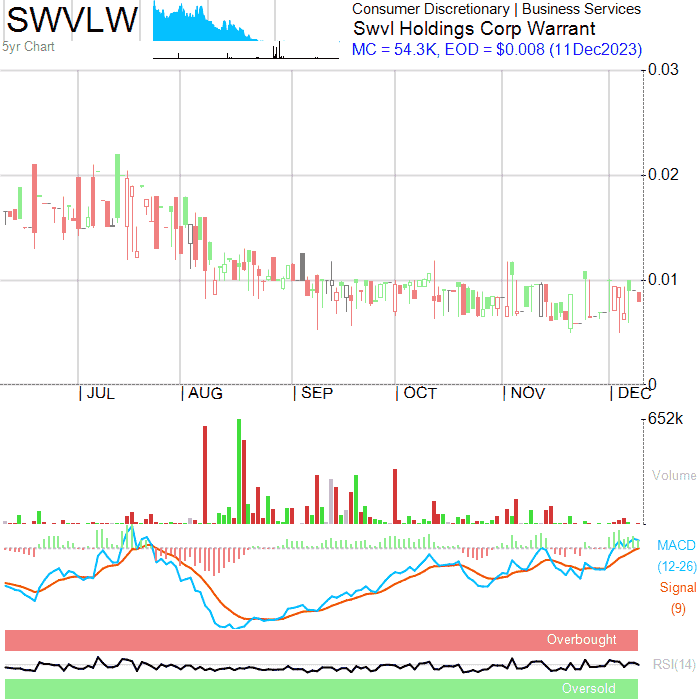 SWVLW
5yr Chart
Consumer Discretionary | Business Services
Swvl Holdings Corp Warrant
MC = 54.3K, EOD = $0.008 (11Dec2023)
0.03
0.02
0.01
0
JUL AUG SEP OCT NOV DEC
652k
Volume
MACD
(12-26)
Signal
(9)
Overbought
RSI(14)
Oversold